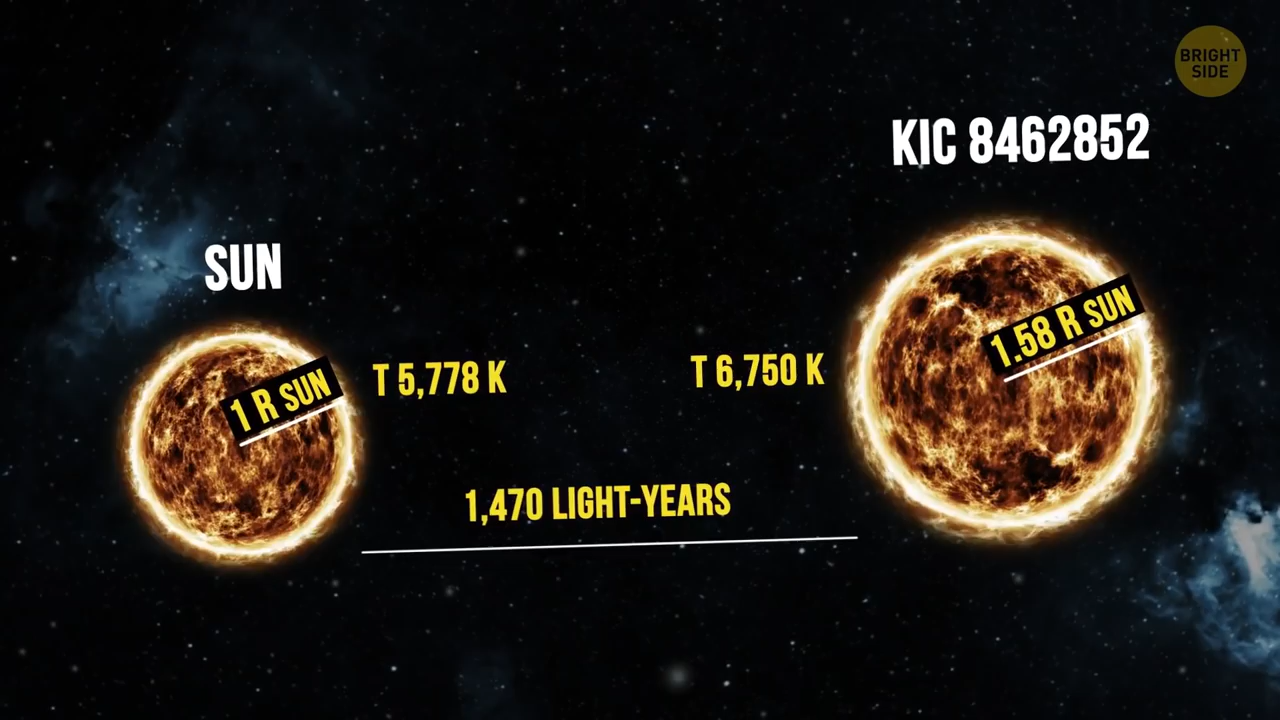 BRIGHT
SIDE
KIC 8462852
SUN
1.58 R SUN
T 5,778 K
T 6,750 K
1 R SUN
1,470 LIGHT-YEARS